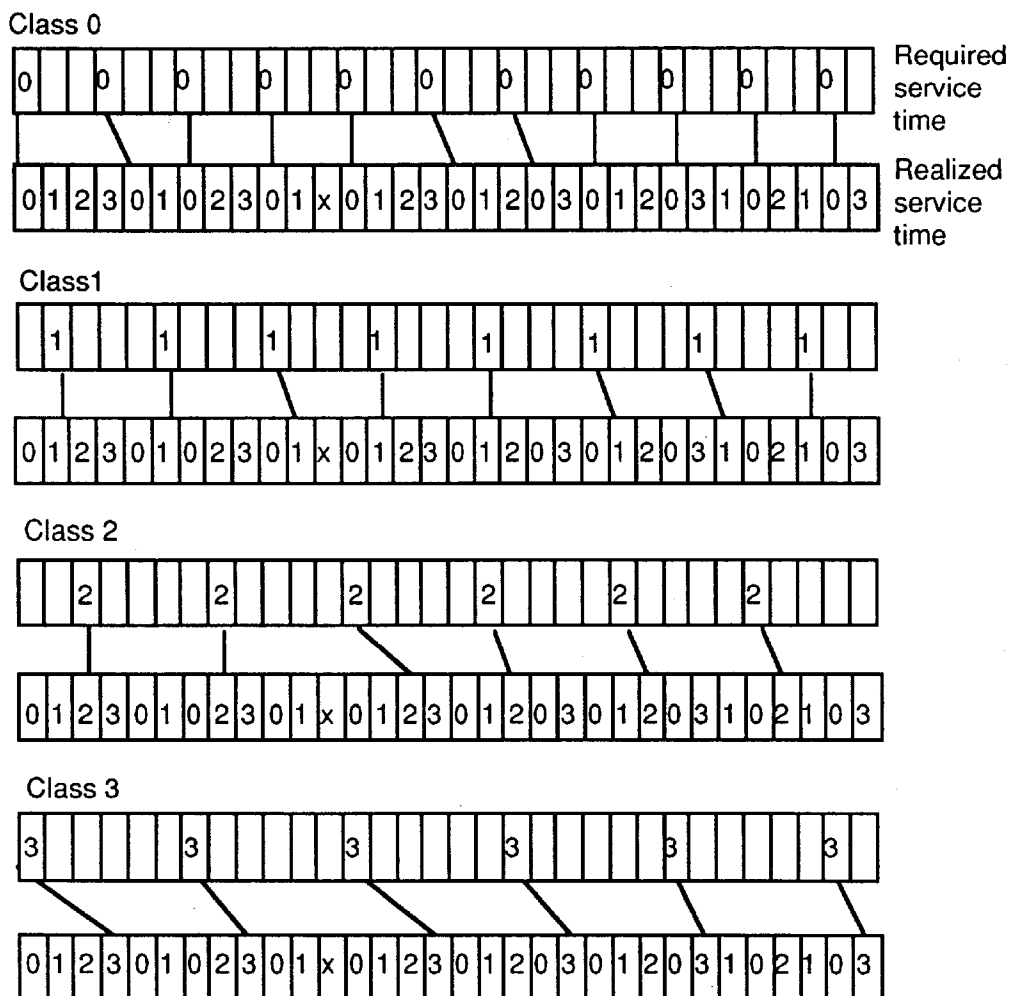 Class 0
0 0 0 0 0 0 0 0 0 0 0
Required
service
time
0 1 2 3 0 1 0 2 3 0 1 x 0 1 2 3 0 1 2 0 3 0 1 2 0 3 1 0 2 1 0 3
Realized
service
time
Class1
1 1 1 1 1 1 1 1
0 1 2 3 0 1 0 2 3 0 1 x 0 1 2 3 0 1 2 0 3 0 1 2 0 3 1 0 2 1 0 3
Class 2
2 2 2 2 2 2
0 1 2 3 0 1 0 2 3 0 1 x 0 1 2 3 0 1 2 0 3 0 1 2 0 3 1 0 2 1 0 3
Class 3
3 3 3 3 3 3
0 1 2 3 0 1 0 2 3 0 1 x 0 1 2 3 0 1 2 0 3 0 1 2 0 3 1 0 2 1 0 3